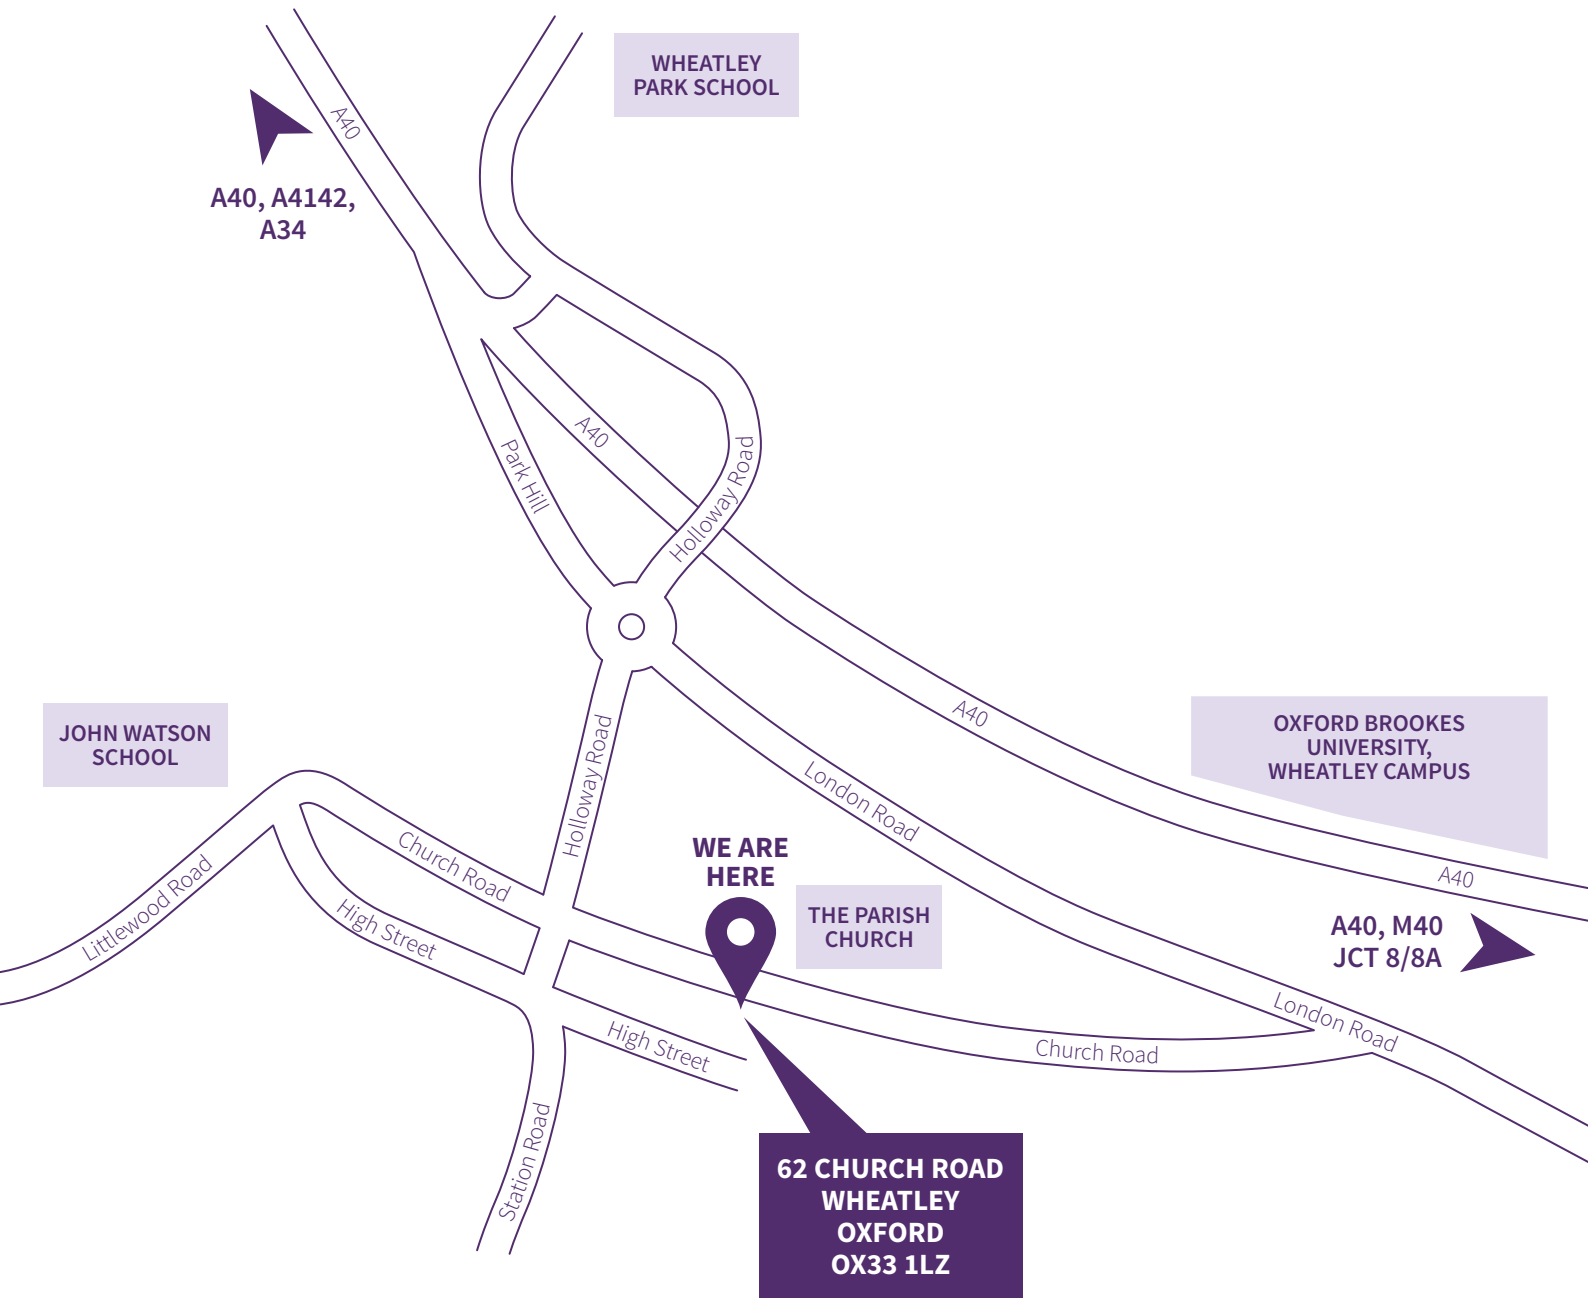 WHEATLEY
PARK SCHOOL
A40
A40, A4142,
A34
A40
Park Hill
Holloway Road
A40
OXFORD BROOKES
UNIVERSITY,
WHEATLEY CAMPUS
JOHN WATSON
SCHOOL
Holloway Road
London Road
Church Road
WE ARE
HERE
A40
Littlewood Road
High Street
THE PARISH
CHURCH
A40, M40
JCT 8/8A
London Road
High Street
Church Road
Station Road
62 CHURCH ROAD
WHEATLEY
OXFORD
OX33 1LZ